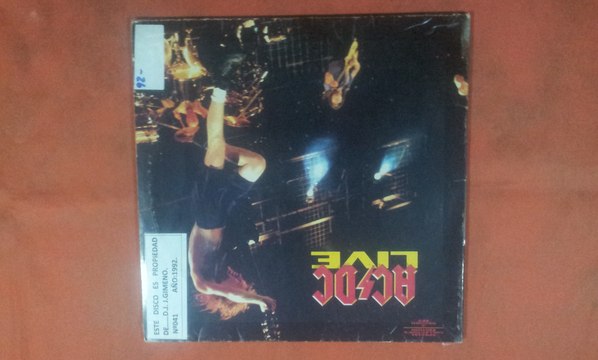 AC/DC
LIVE
92-
ESTE DISCO ES PROPIEDAD
DE.....D.J.J.GIMENO.
Nº041 AÑO:1992.